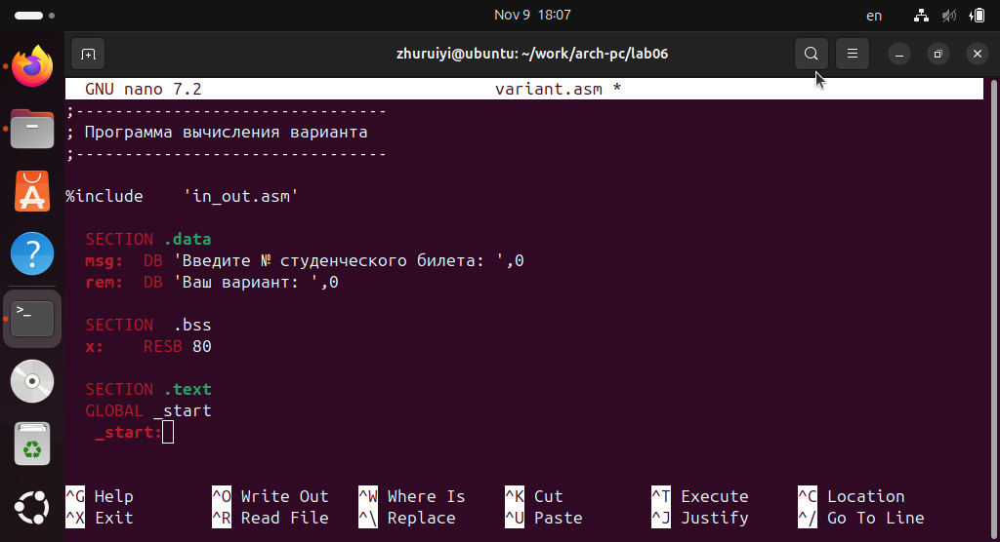 Nov 9 18:07
en
zhuruiyi@ubuntu: ~/work/arch-pc/lab06
GNU nano 7.2 variant.asm *
;--------------------------------
; Программа вычисления варианта
;--------------------------------
%include 'in_out.asm'
SECTION .data
msg: DB 'Введите № студенческого билета: ',0
rem: DB 'Ваш вариант: ',0
SECTION .bss
x: RESB 80
SECTION .text
GLOBAL _start
_start:
^G Help ^O Write Out ^W Where Is ^K Cut ^T Execute ^C Location
^X Exit ^R Read File ^\ Replace ^U Paste ^J Justify ^/ Go To Line